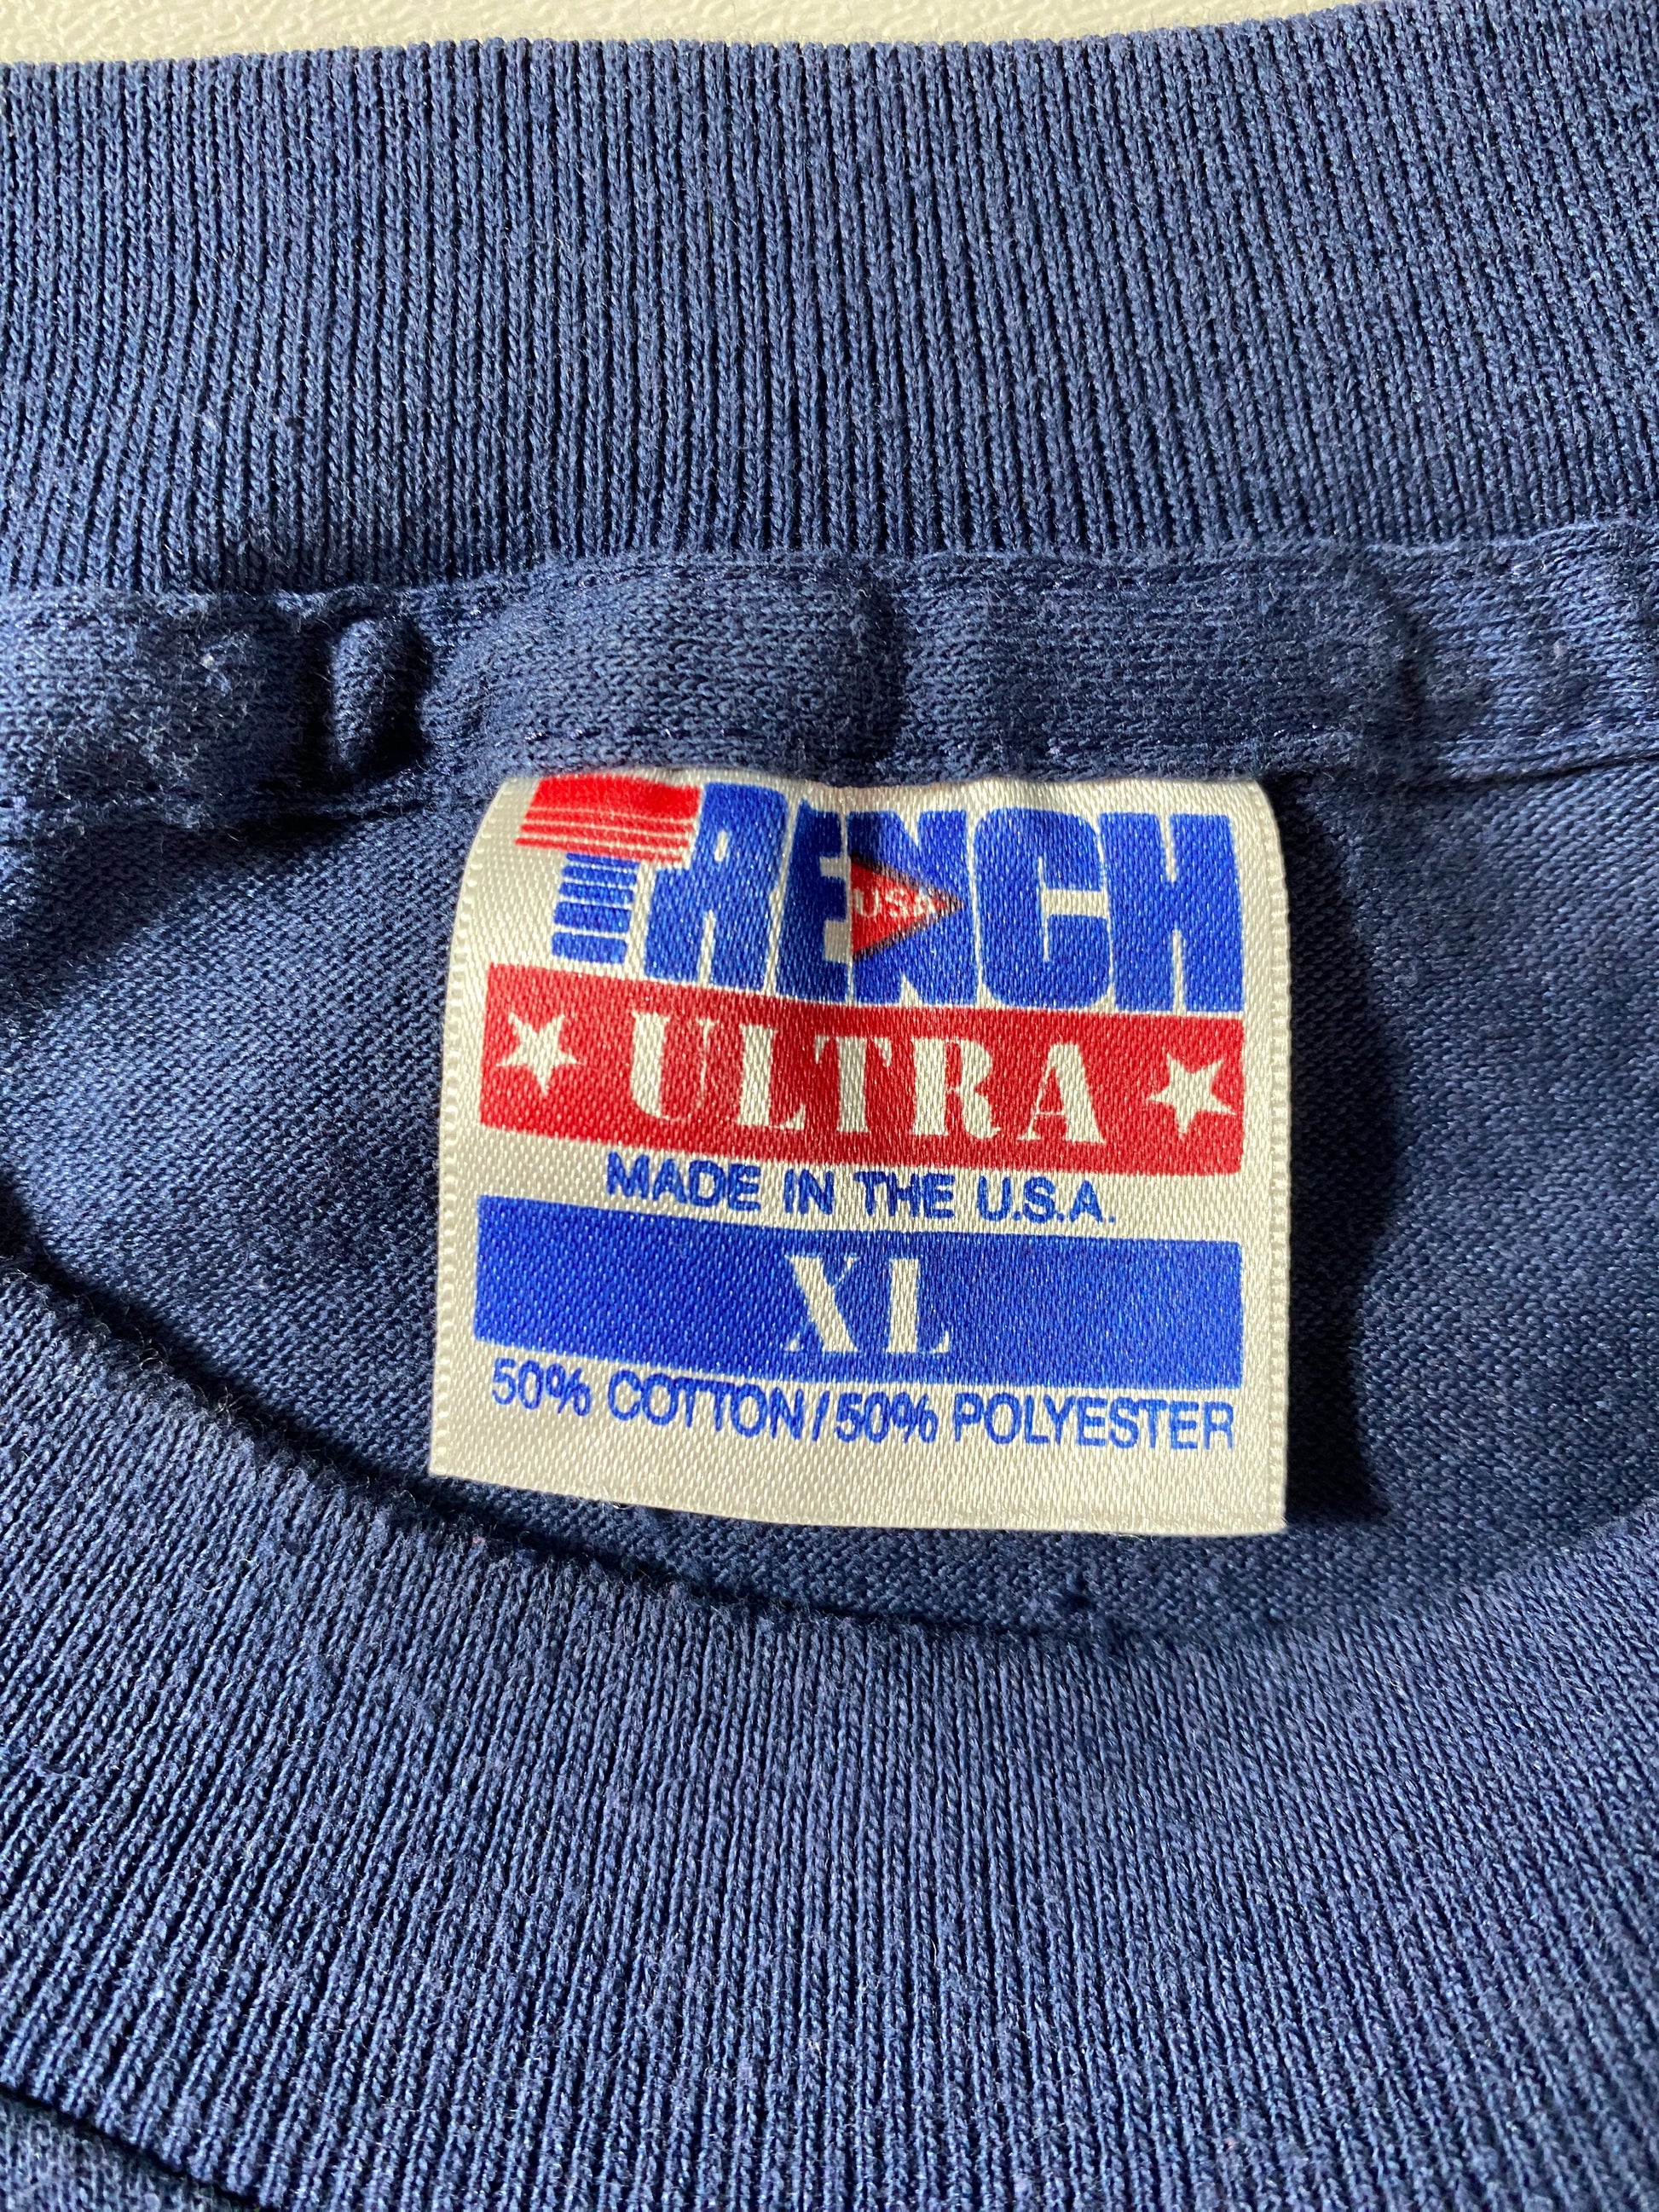 TRENCH
USA
ULTRA
MADE IN THE U.S.A.
XL
50% COTTON/50% POLYESTER